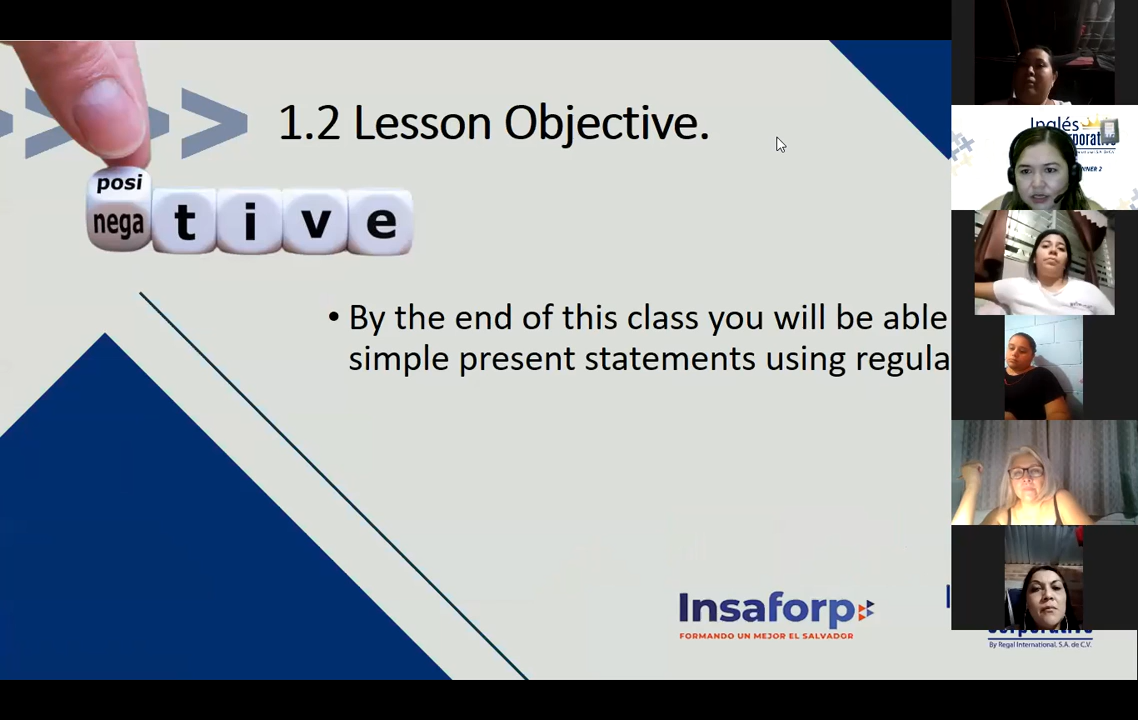 1.2 Lesson Objective.
posi
nega
tive
• By the end of this class you will be able
simple present statements using regula
Insaforp
FORMANDO UN MEJOR EL SALVADOR
By Regal International, S.A. de C.V.
Inglés